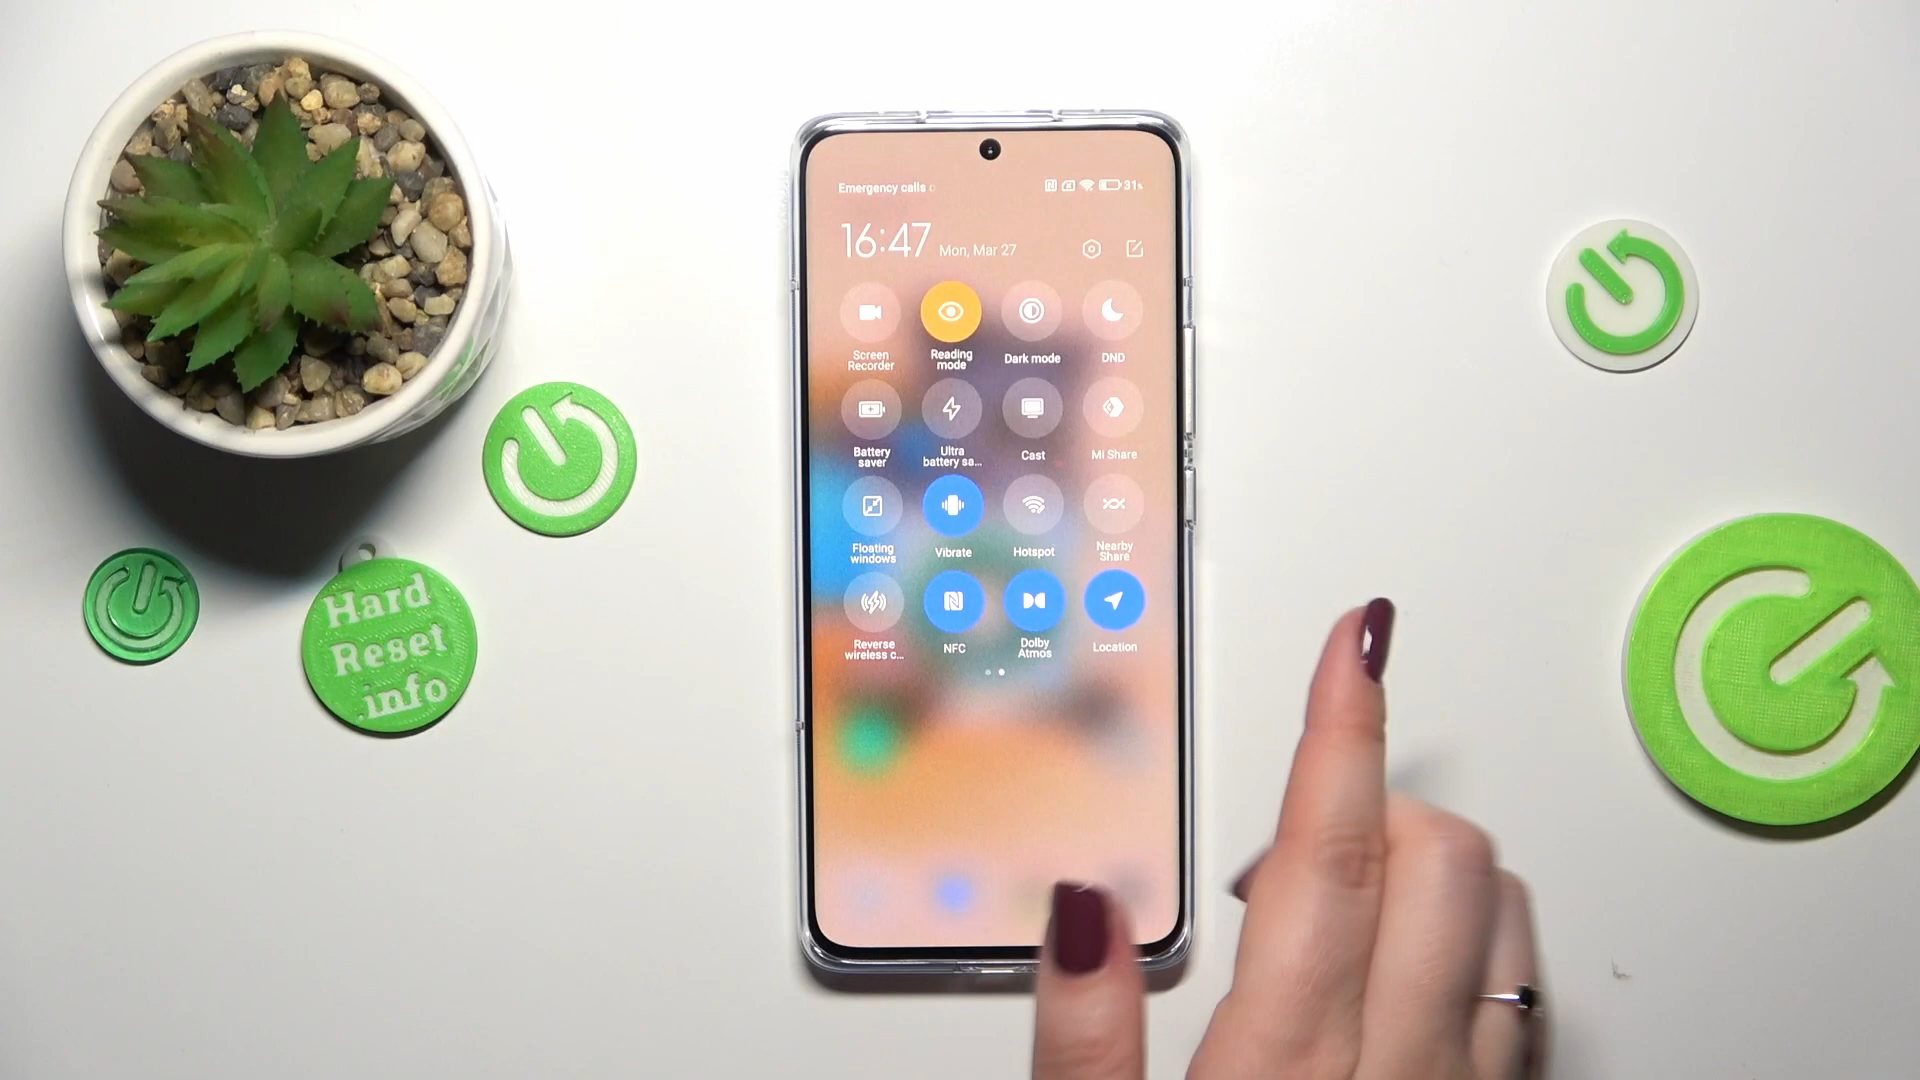 Emergency calls
31%
16:47 Mon, Mar 27
Screen
Recorder
Reading
mode
Dark mode
DND
Battery
saver
Ultra
battery sa...
Cast
Mi Share
Floating
windows
Vibrate
Hotspot
Nearby
Share
Reverse
wireless c...
NFC
Dolby
Atmos
Location
Hard
Reset
.info